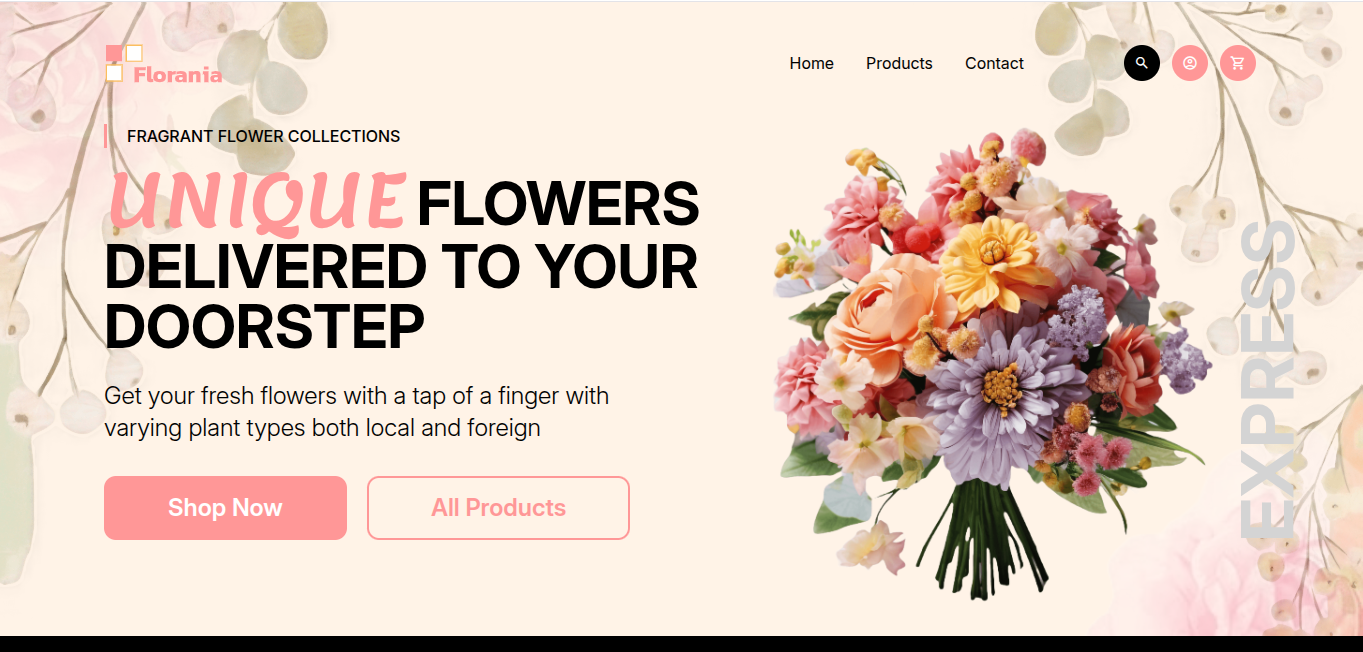 Florania
Home
Products
Contact
FRAGRANT FLOWER COLLECTIONS
UNIQUE FLOWERS
DELIVERED TO YOUR
DOORSTEP
Get your fresh flowers with a tap of a finger with
varying plant types both local and foreign
Shop Now
All Products
EXPRESS